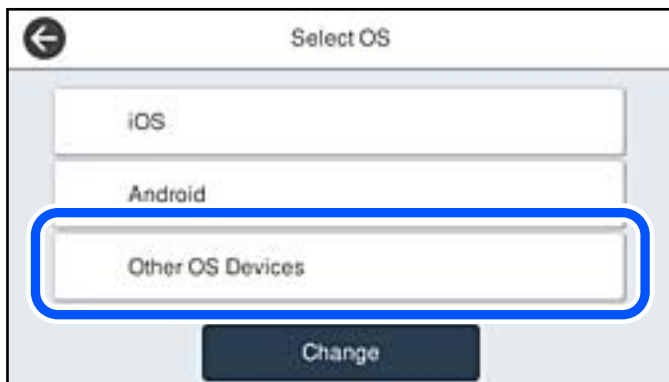 Select OS
iOS
Android
Other OS Devices
Change